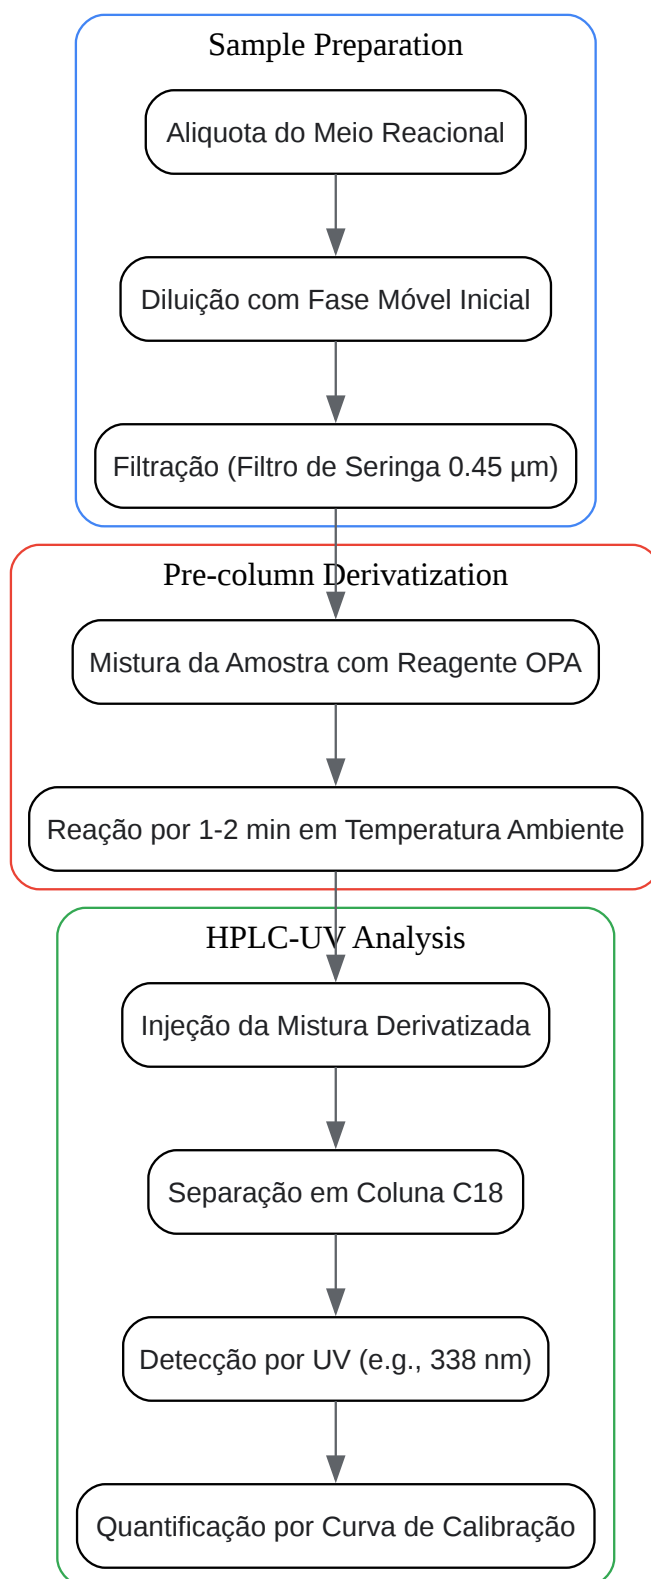 Sample Preparation
Aliquota do Meio Reacional
Diluição com Fase Móvel Inicial
Filtração (Filtro de Seringa 0.45 µm)
Pre-column Derivatization
Mistura da Amostra com Reagente OPA
Reação por 1-2 min em Temperatura Ambiente
HPLC-UV Analysis
Injeção da Mistura Derivatizada
Separação em Coluna C18
Detecção por UV (e.g., 338 nm)
Quantificação por Curva de Calibração